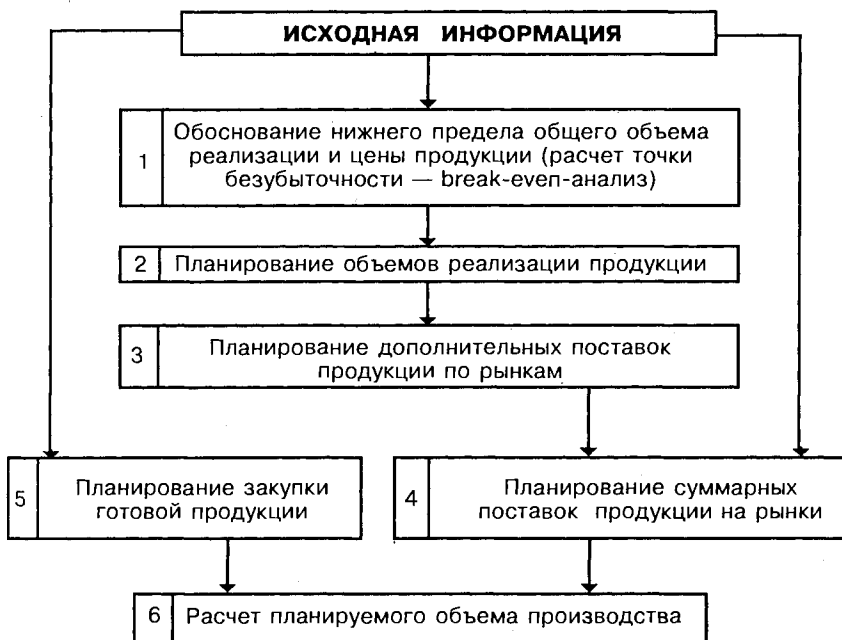 ИСХОДНАЯ ИНФОРМАЦИЯ
1
Обоснование нижнего предела общего объема
реализации и цены продукции (расчет точки
безубыточности — break-even-анализ)
2
Планирование объемов реализации продукции
3
Планирование дополнительных поставок
продукции по рынкам
5
Планирование закупки
готовой продукции
4
Планирование суммарных
поставок продукции на рынки
6
Расчет планируемого объема производства